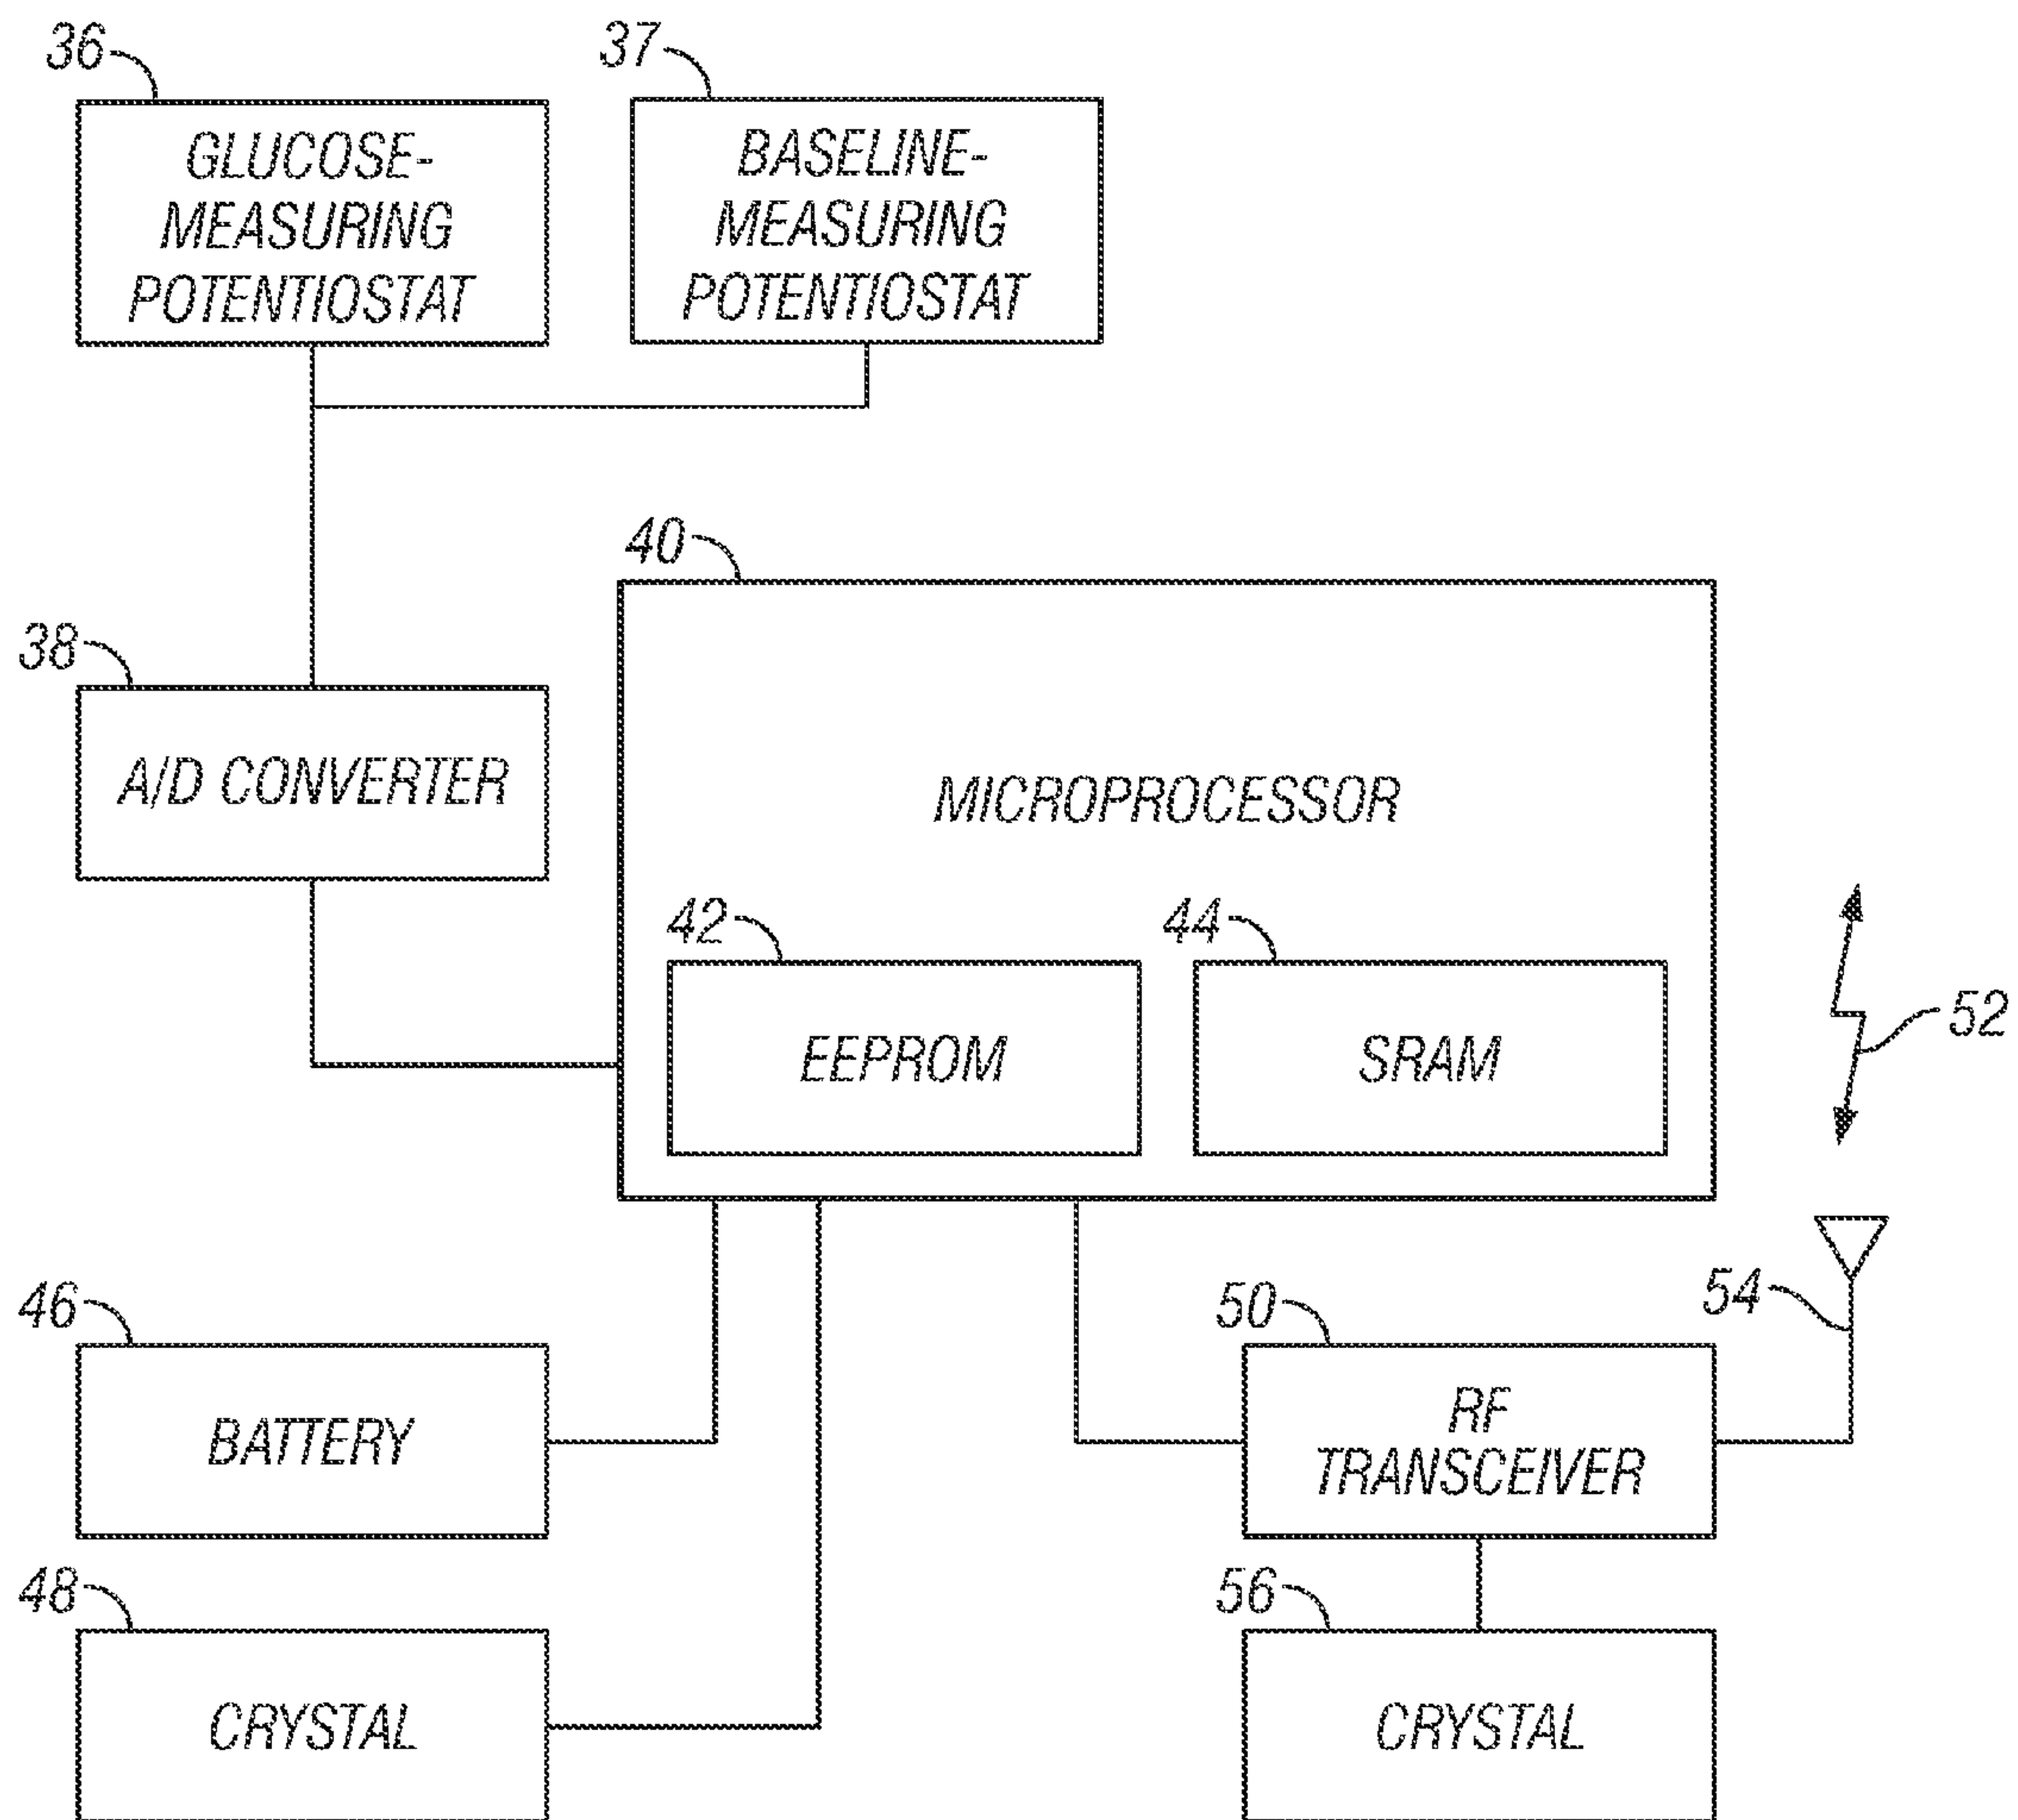 36
GLUCOSE-
MEASURING
POTENTIOSTAT
37
BASELINE-
MEASURING
POTENTIOSTAT
38
A/D CONVERTER
40
MICROPROCESSOR
42
EEPROM
44
SRAM
52
46
BATTERY
50
RF
TRANSCEIVER
54
48
CRYSTAL
56
CRYSTAL